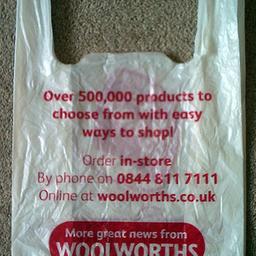 Over 500,000 products to
choose from with easy
ways to shop!
Order in-store
By phone on 0844 811 7111
Online at woolworths.co.uk
More great news from
WOOLWORTHS